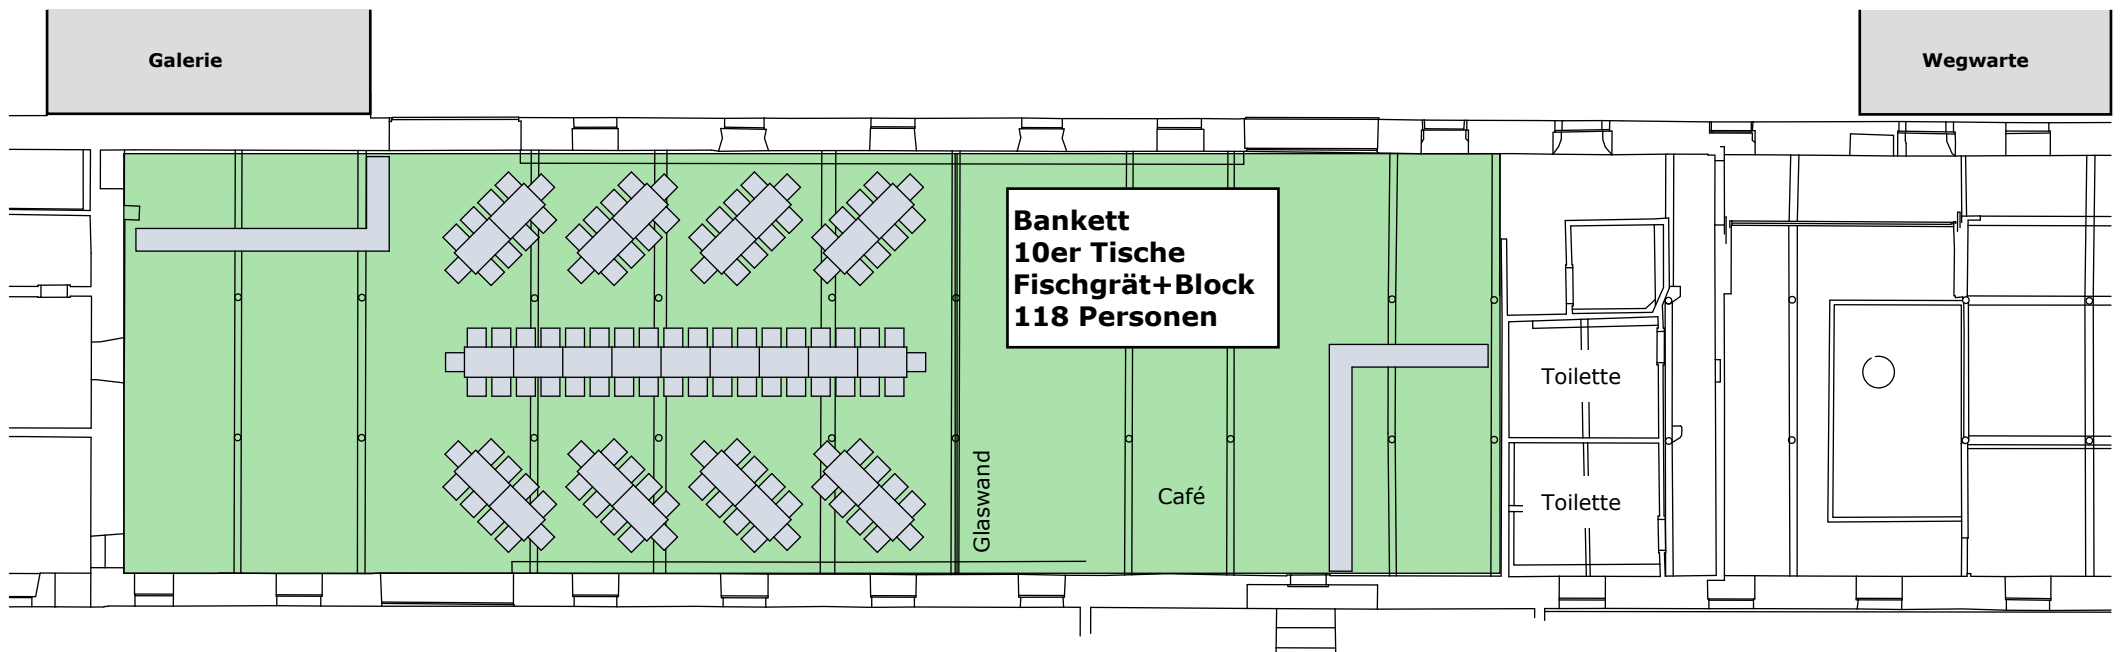 Galerie
Wegwarte
Bankett
10er Tische
Fischgrät+Block
118 Personen
Toilette
Glaswand
Café
Toilette